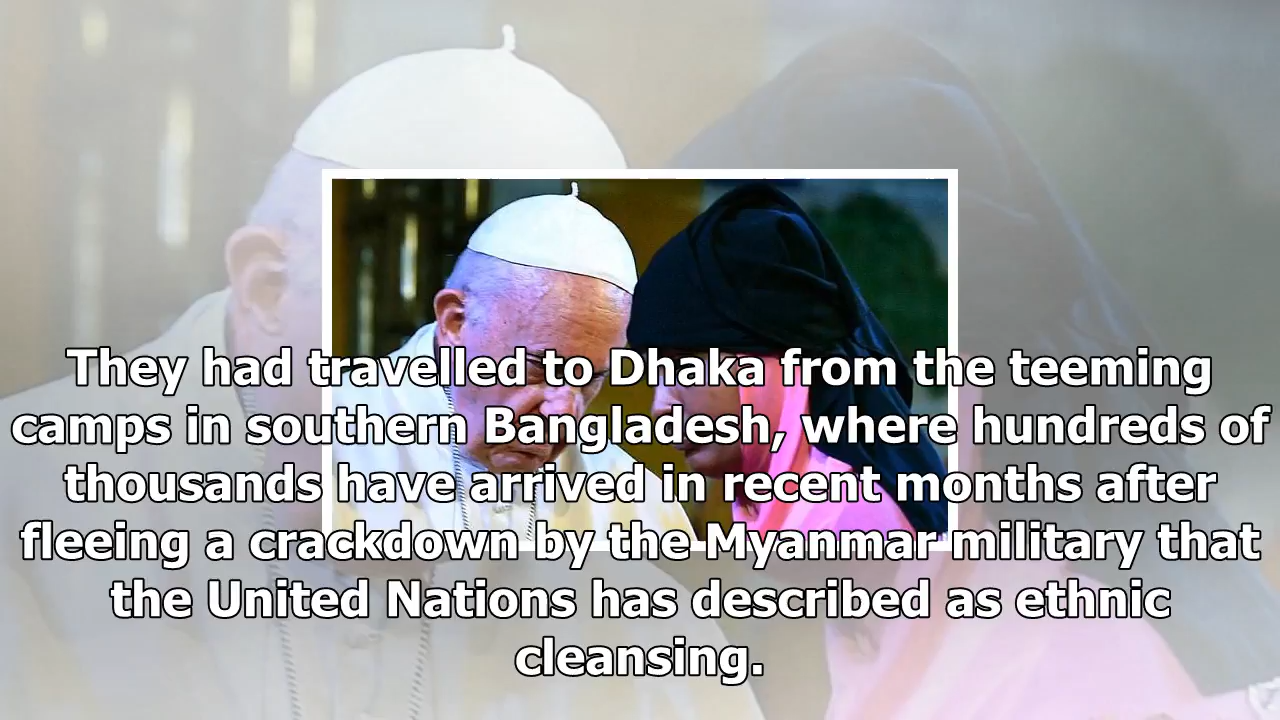 They had travelled to Dhaka from the teeming
camps in southern Bangladesh, where hundreds of
thousands have arrived in recent months after
fleeing a crackdown by the Myanmar military that
the United Nations has described as ethnic
cleansing.